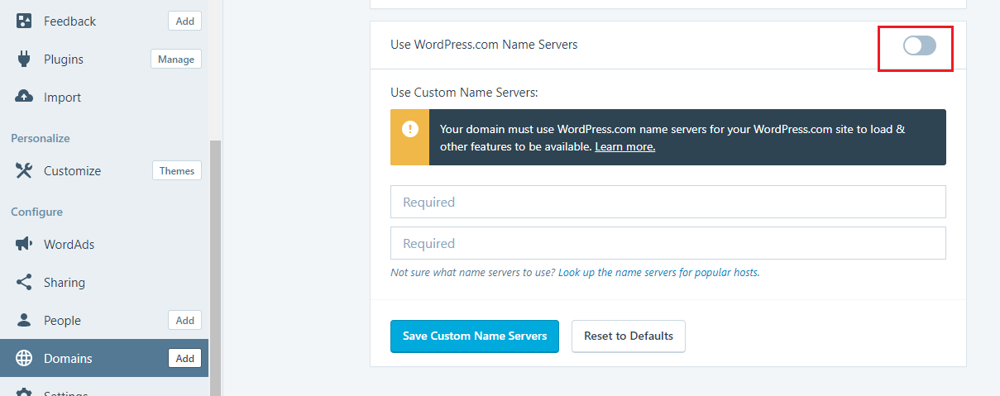 Feedback
Add
Plugins
Manage
Import
Personalize
Customize
Themes
Configure
WordAds
Sharing
People
Add
Domains
Add
Settings
Use WordPress.com Name Servers
Use Custom Name Servers:
Your domain must use WordPress.com name servers for your WordPress.com site to load &
other features to be available. Learn more.
Required
Required
Not sure what name servers to use? Look up the name servers for popular hosts.
Save Custom Name Servers
Reset to Defaults